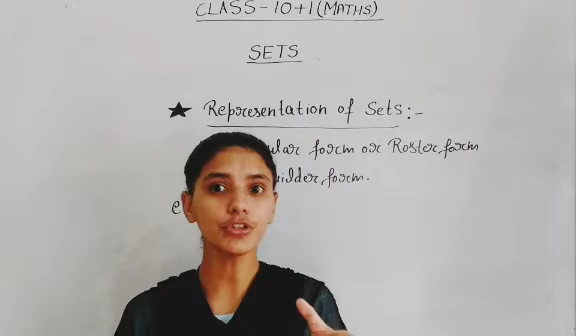 CLASS-10+1(MATHS)
SETS
★ Representation of Sets:-
ular form or Roster form
uilder form.
e